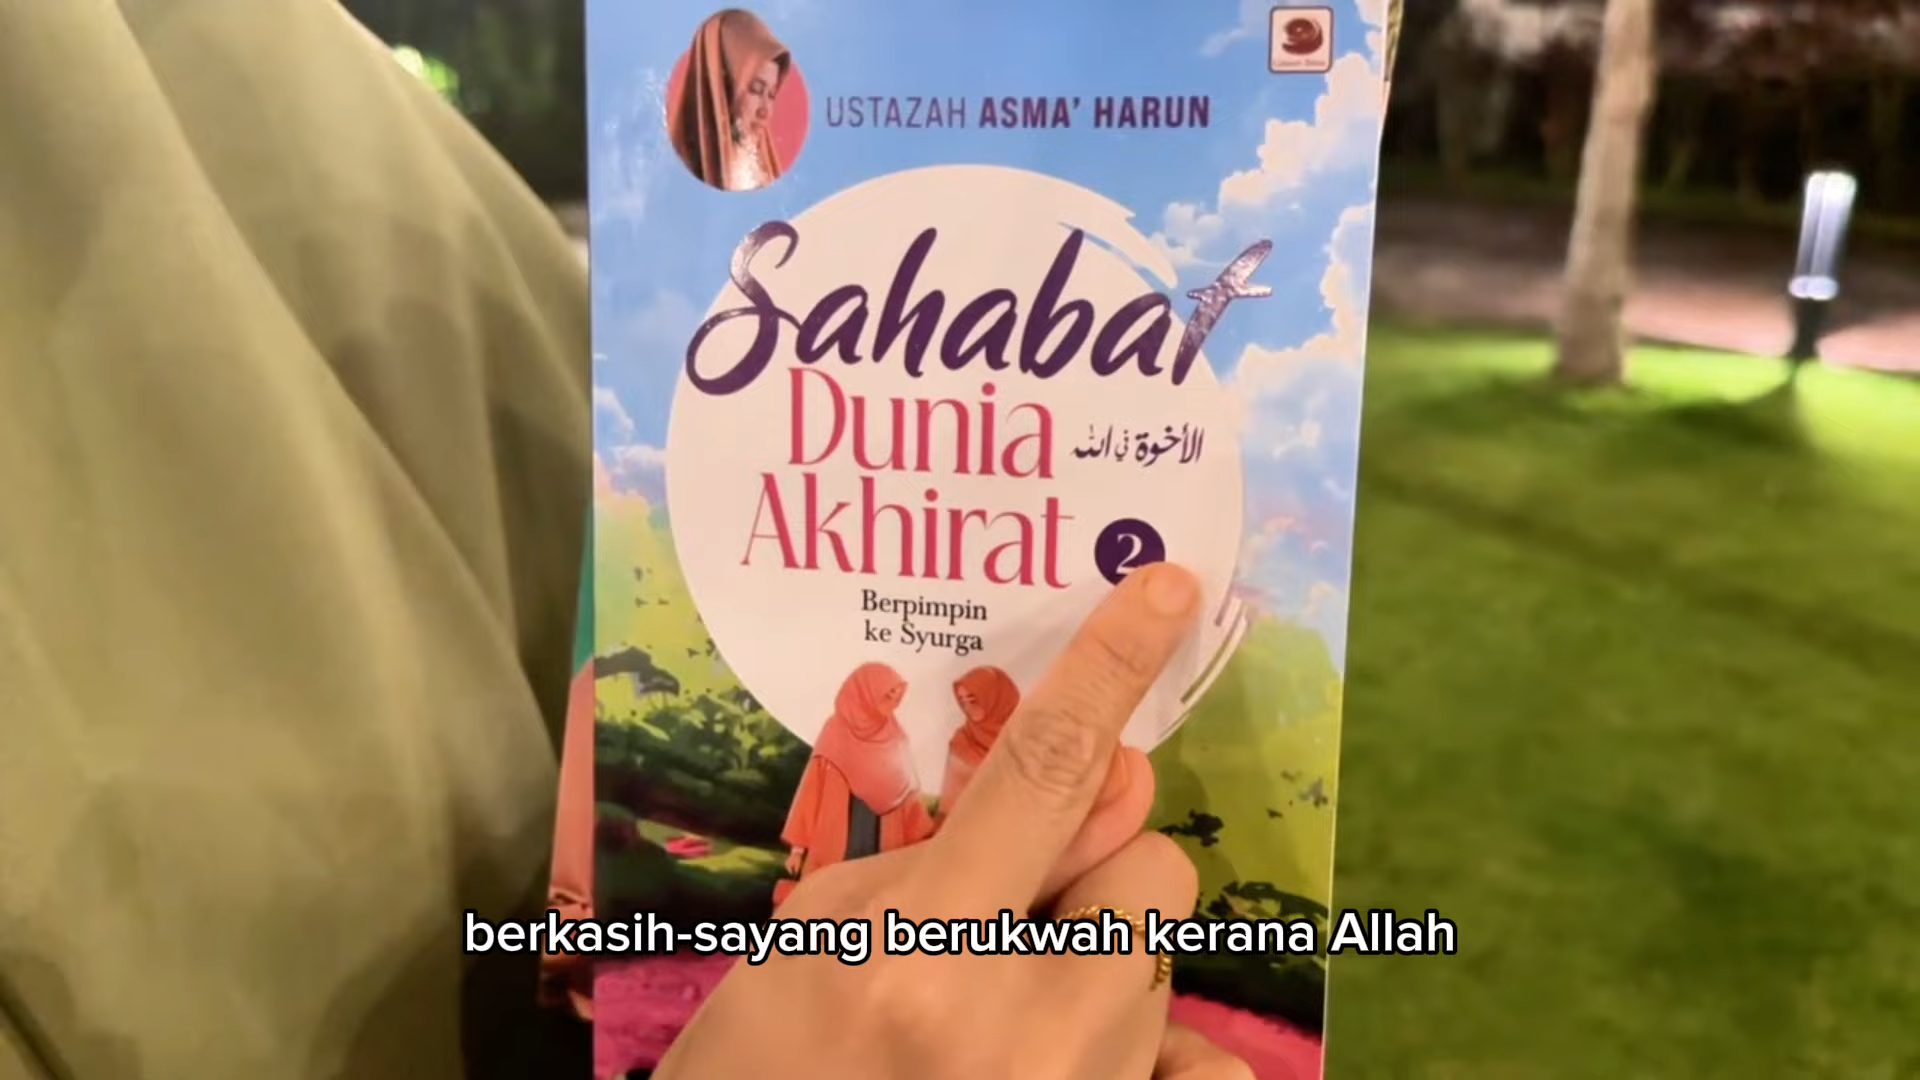 USTAZAH ASMA' HARUN
Sahabat
Dunia
الأخوة في الله
Akhirat 2
Berpimpin
ke Syurga
berkasih-sayang berukwah kerana Allah